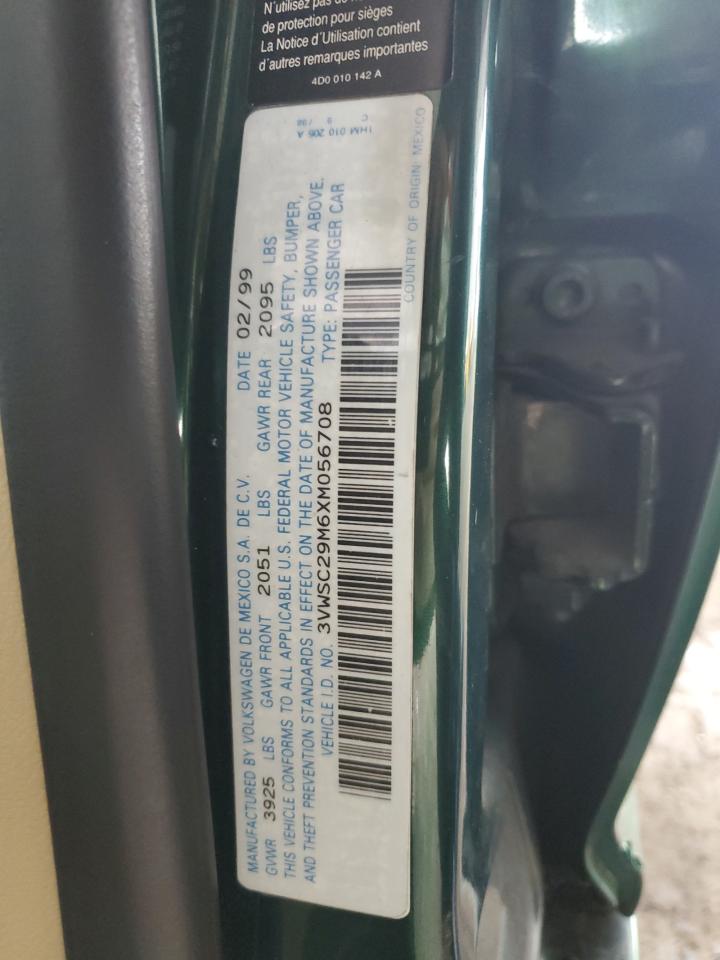 N'utilisez pas de
de protection pour sièges
La Notice d'Utilisation contient
d'autres remarques importantes
4D0 010 142 A
1HM 010 205 A
C 9 /98
MANUFACTURED BY VOLKSWAGEN DE MEXICO S.A. DE C.V. DATE 02/99
GVWR 3925 LBS GAWR FRONT 2051 LBS GAWR REAR 2095 LBS
THIS VEHICLE CONFORMS TO ALL APPLICABLE U.S. FEDERAL MOTOR VEHICLE SAFETY, BUMPER,
AND THEFT PREVENTION STANDARDS IN EFFECT ON THE DATE OF MANUFACTURE SHOWN ABOVE.
VEHICLE I.D. NO. 3VWSC29M6XM056708 TYPE: PASSENGER CAR
COUNTRY OF ORIGIN: MEXICO